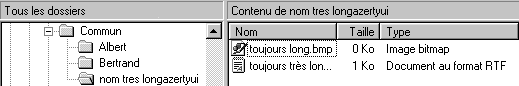 Tous les dossiers
Commun
Albert
Bertrand
nom tres longazertyui
Contenu de nom tres longazertyui
Nom Taille Type
toujours long.bmp 0 Ko Image bitmap
toujours très lon... 1 Ko Document au format RTF